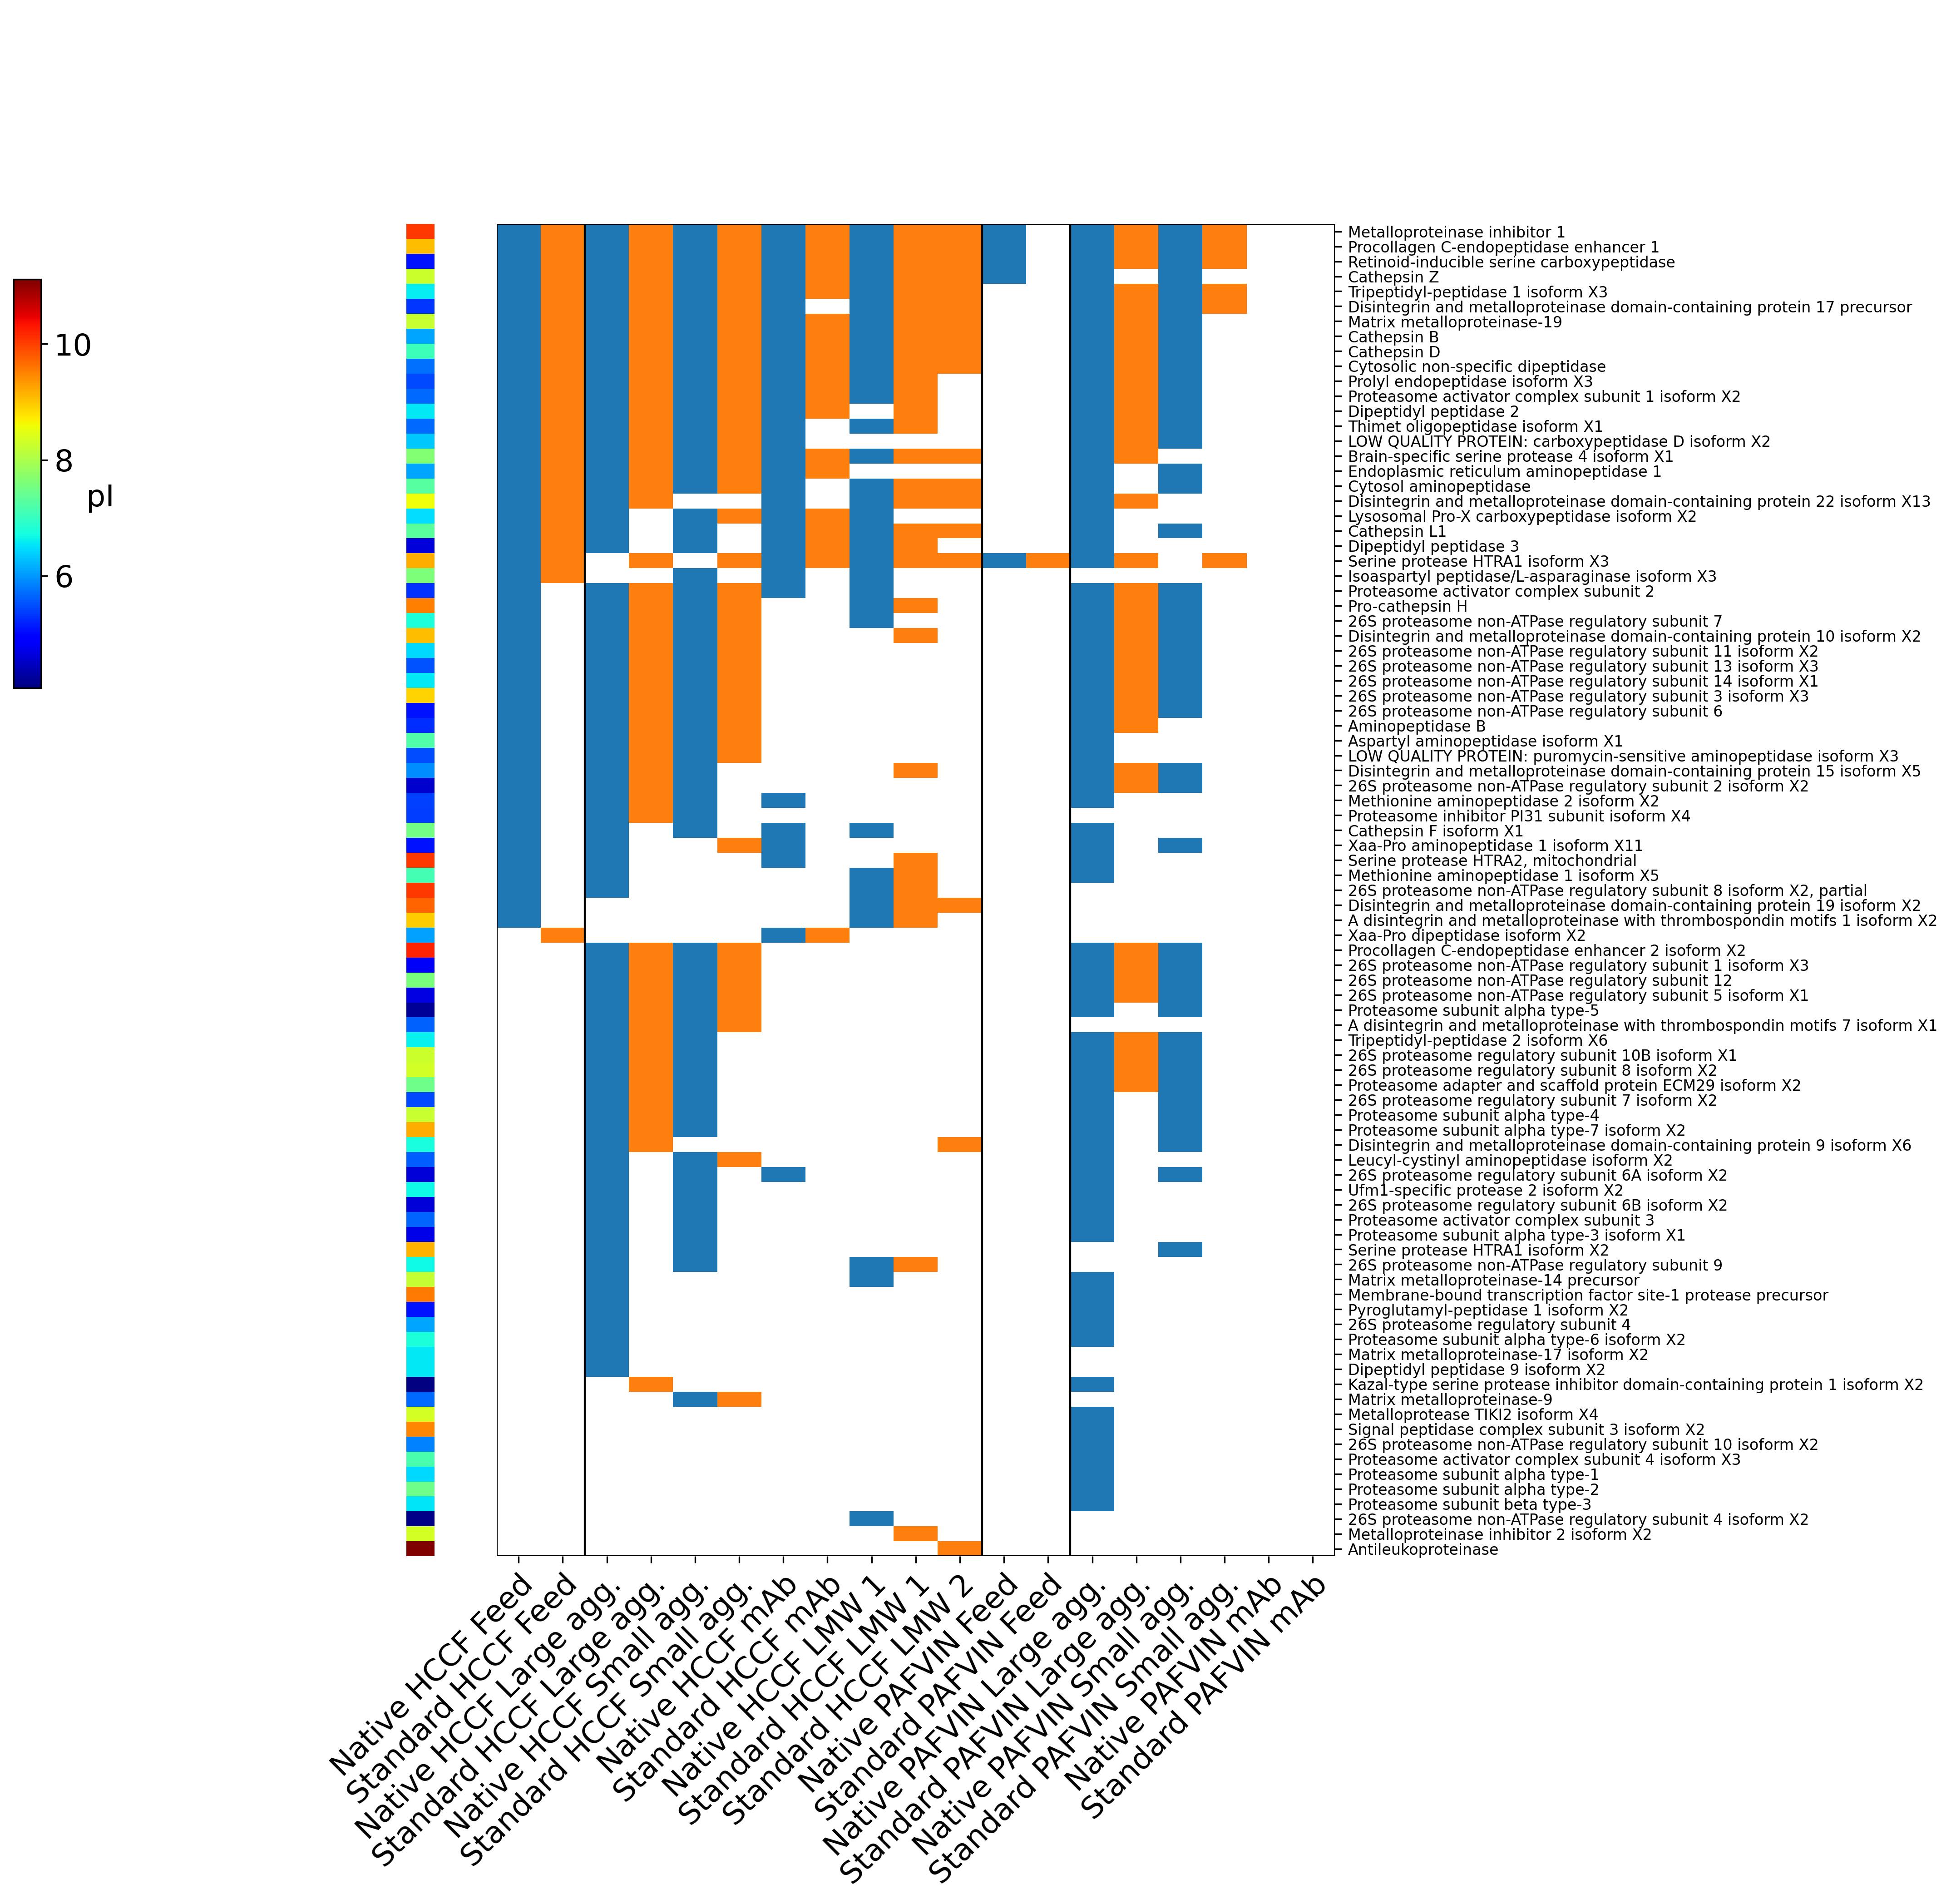 10
8
6
pI
Metalloproteinase inhibitor 1
Procollagen C-endopeptidase enhancer 1
Retinoid-inducible serine carboxypeptidase
Cathepsin Z
Tripeptidyl-peptidase 1 isoform X3
Disintegrin and metalloproteinase domain-containing protein 17 precursor
Matrix metalloproteinase-19
Cathepsin B
Cathepsin D
Cytosolic non-specific dipeptidase
Prolyl endopeptidase isoform X3
Proteasome activator complex subunit 1 isoform X2
Dipeptidyl peptidase 2
Thimet oligopeptidase isoform X1
LOW QUALITY PROTEIN: carboxypeptidase D isoform X2
Brain-specific serine protease 4 isoform X1
Endoplasmic reticulum aminopeptidase 1
Cytosol aminopeptidase
Disintegrin and metalloproteinase domain-containing protein 22 isoform X13
Lysosomal Pro-X carboxypeptidase isoform X2
Cathepsin L1
Dipeptidyl peptidase 3
Serine protease HTRA1 isoform X3
Isoaspartyl peptidase/L-asparaginase isoform X3
Proteasome activator complex subunit 2
Pro-cathepsin H
26S proteasome non-ATPase regulatory subunit 7
Disintegrin and metalloproteinase domain-containing protein 10 isoform X2
26S proteasome non-ATPase regulatory subunit 11 isoform X2
26S proteasome non-ATPase regulatory subunit 13 isoform X3
26S proteasome non-ATPase regulatory subunit 14 isoform X1
26S proteasome non-ATPase regulatory subunit 3 isoform X3
26S proteasome non-ATPase regulatory subunit 6
Aminopeptidase B
Aspartyl aminopeptidase isoform X1
LOW QUALITY PROTEIN: puromycin-sensitive aminopeptidase isoform X3
Disintegrin and metalloproteinase domain-containing protein 15 isoform X5
26S proteasome non-ATPase regulatory subunit 2 isoform X2
Methionine aminopeptidase 2 isoform X2
Proteasome inhibitor PI31 subunit isoform X4
Cathepsin F isoform X1
Xaa-Pro aminopeptidase 1 isoform X11
Serine protease HTRA2, mitochondrial
Methionine aminopeptidase 1 isoform X5
26S proteasome non-ATPase regulatory subunit 8 isoform X2, partial
Disintegrin and metalloproteinase domain-containing protein 19 isoform X2
A disintegrin and metalloproteinase with thrombospondin motifs 1 isoform X2
Xaa-Pro dipeptidase isoform X2
Procollagen C-endopeptidase enhancer 2 isoform X2
26S proteasome non-ATPase regulatory subunit 1 isoform X3
26S proteasome non-ATPase regulatory subunit 12
26S proteasome non-ATPase regulatory subunit 5 isoform X1
Proteasome subunit alpha type-5
A disintegrin and metalloproteinase with thrombospondin motifs 7 isoform X1
Tripeptidyl-peptidase 2 isoform X6
26S proteasome regulatory subunit 10B isoform X1
26S proteasome regulatory subunit 8 isoform X2
Proteasome adapter and scaffold protein ECM29 isoform X2
26S proteasome regulatory subunit 7 isoform X2
Proteasome subunit alpha type-4
Proteasome subunit alpha type-7 isoform X2
Disintegrin and metalloproteinase domain-containing protein 9 isoform X6
Leucyl-cystinyl aminopeptidase isoform X2
26S proteasome regulatory subunit 6A isoform X2
Ufm1-specific protease 2 isoform X2
26S proteasome regulatory subunit 6B isoform X2
Proteasome activator complex subunit 3
Proteasome subunit alpha type-3 isoform X1
Serine protease HTRA1 isoform X2
26S proteasome non-ATPase regulatory subunit 9
Matrix metalloproteinase-14 precursor
Membrane-bound transcription factor site-1 protease precursor
Pyroglutamyl-peptidase 1 isoform X2
26S proteasome regulatory subunit 4
Proteasome subunit alpha type-6 isoform X2
Matrix metalloproteinase-17 isoform X2
Dipeptidyl peptidase 9 isoform X2
Kazal-type serine protease inhibitor domain-containing protein 1 isoform X2
Matrix metalloproteinase-9
Metalloprotease TIKI2 isoform X4
Signal peptidase complex subunit 3 isoform X2
26S proteasome non-ATPase regulatory subunit 10 isoform X2
Proteasome activator complex subunit 4 isoform X3
Proteasome subunit alpha type-1
Proteasome subunit alpha type-2
Proteasome subunit beta type-3
26S proteasome non-ATPase regulatory subunit 4 isoform X2
Metalloproteinase inhibitor 2 isoform X2
Antileukoproteinase
Native HCCF Feed
Standard HCCF Feed
Native HCCF Large agg.
Standard HCCF Large agg.
Native HCCF Small agg.
Standard HCCF Small agg.
Native HCCF mAb
Standard HCCF mAb
Native HCCF LMW 1
Standard HCCF LMW 1
Standard HCCF LMW 2
Native PAFVIN Feed
Standard PAFVIN Feed
Native PAFVIN Large agg.
Standard PAFVIN Large agg.
Native PAFVIN Small agg.
Standard PAFVIN Small agg.
Native PAFVIN mAb
Standard PAFVIN mAb